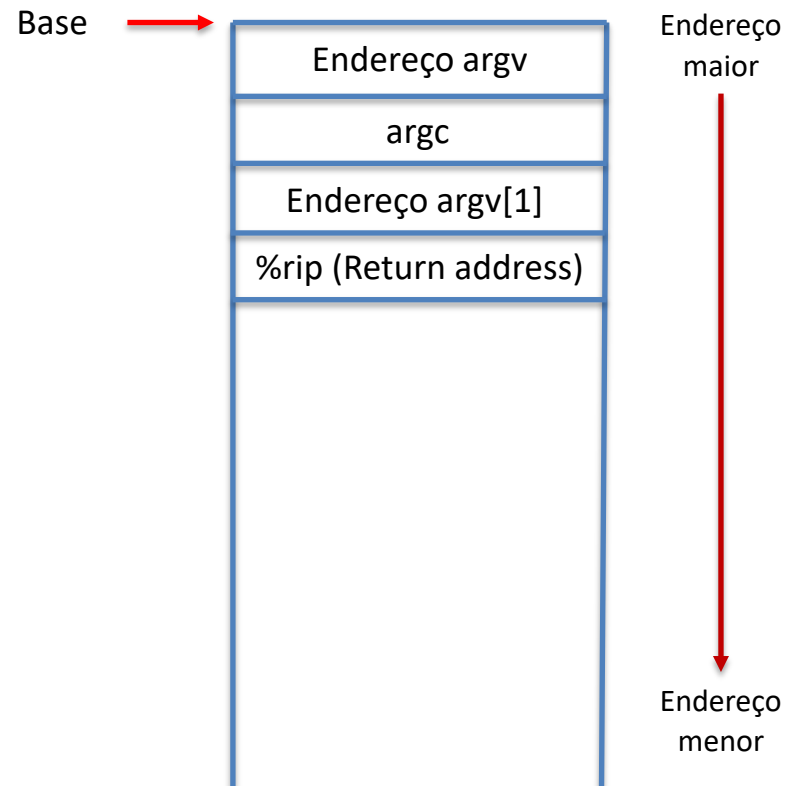 Base
Endereço
maior
Endereço argv
argc
Endereço argv[1]
%rip (Return address)
Endereço
menor